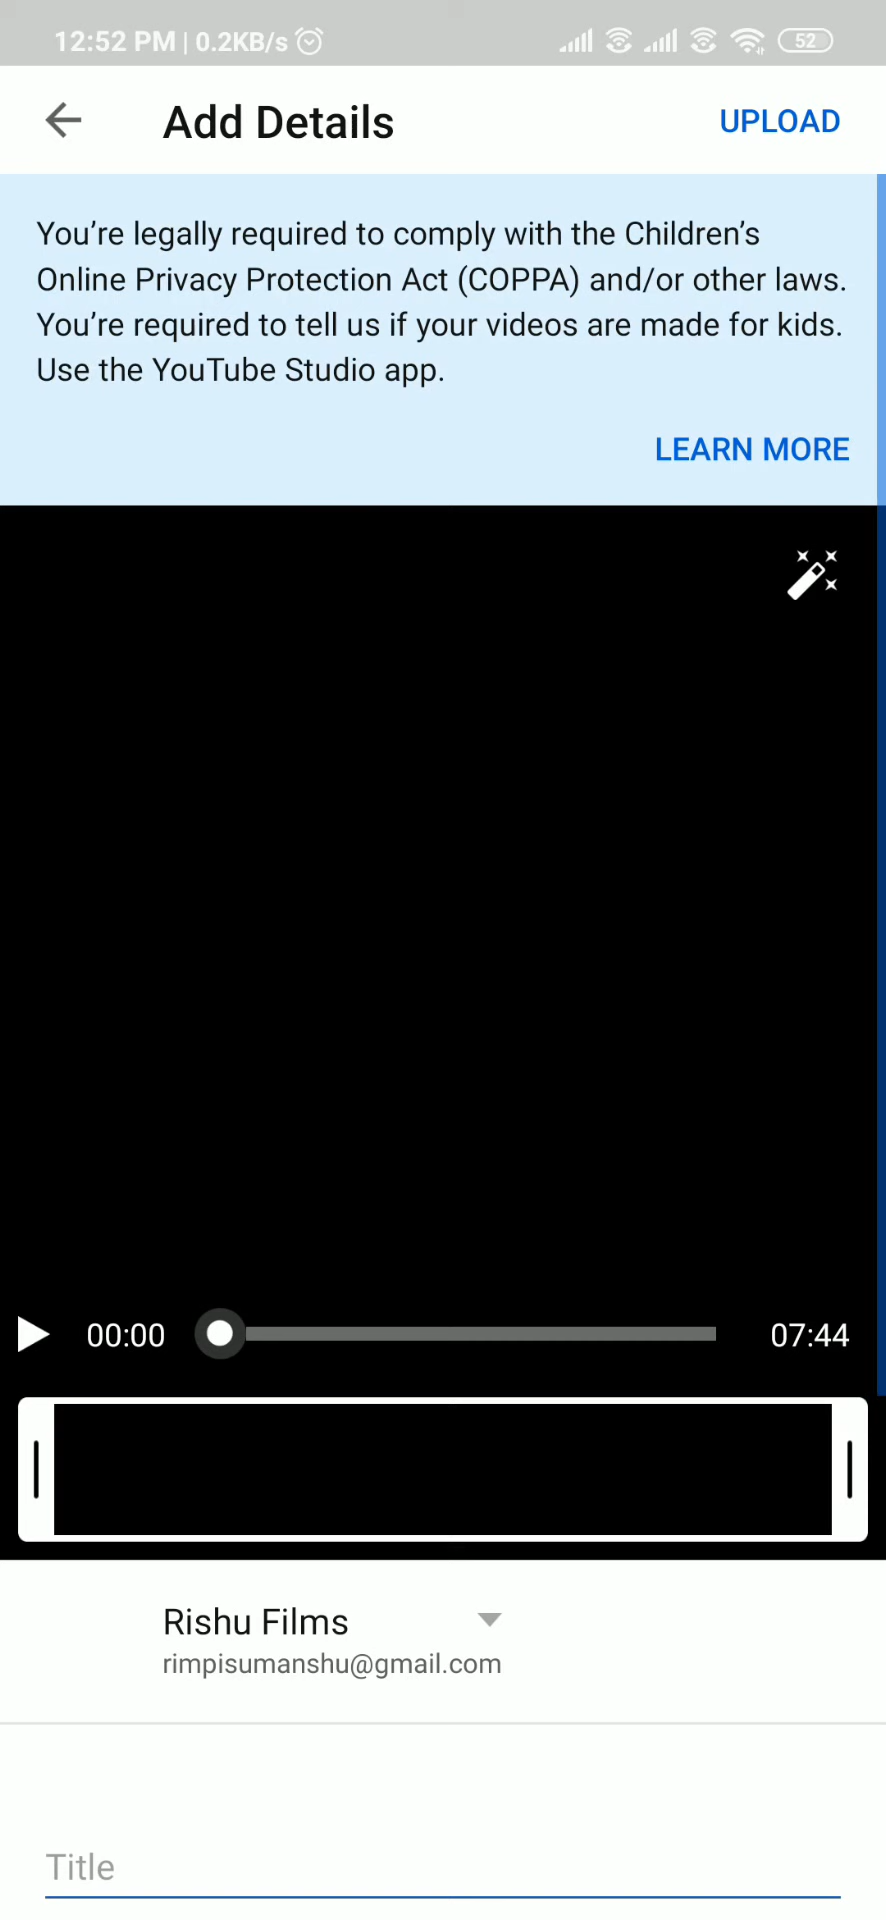 12:52 PM | 0.2KB/s
52
Add Details
UPLOAD
You’re legally required to comply with the Children’s
Online Privacy Protection Act (COPPA) and/or other laws.
You’re required to tell us if your videos are made for kids.
Use the YouTube Studio app.
LEARN MORE
00:00
07:44
Rishu Films
rimpisumanshu@gmail.com
Title